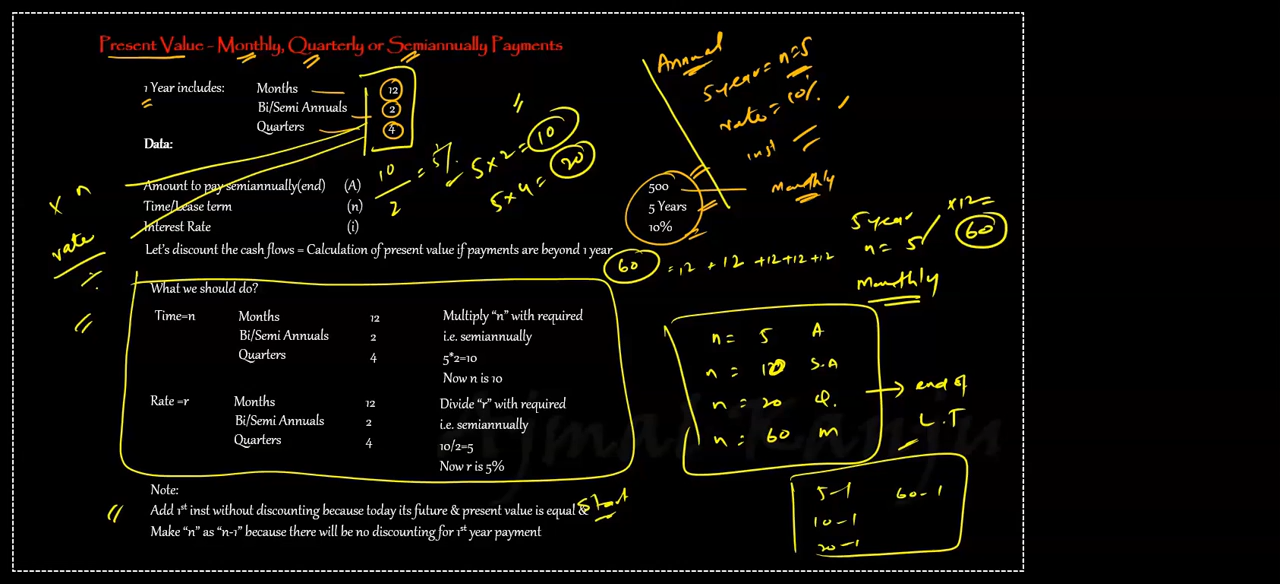 Present Value - Monthly, Quarterly or Semiannually Payments
1 Year includes: Months 12
Bi/Semi Annuals 2
Quarters 4
Data:
Amount to pay semiannually(end) (A) 500
Time/Lease term (n) 5 Years
Interest Rate (i) 10%
Let's discount the cash flows = Calculation of present value if payments are beyond 1 year
What we should do?
Time=n Months 12 Multiply "n" with required
Bi/Semi Annuals 2 i.e. semiannually
Quarters 4 5*2=10
Now n is 10
Rate =r Months 12 Divide "r" with required
Bi/Semi Annuals 2 i.e. semiannually
Quarters 4 10/2=5
Now r is 5%
Note:
Add 1st inst without discounting because today its future & present value is equal &
Make "n" as "n-1" because there will be no discounting for 1st year payment
Start
x n
rate
÷
10/2 = 5%
5×2 = 10
5×4 = 20
Annual
5 year = n=5
rate = 10%
inst
monthly
5 year
n = 5 ×12=
60
Monthly
60 = 12 + 12 +12+12+12
n = 5 A
n = 10 S.A
n = 20 Q.
n = 60 m
end of
L.T
5-1 60-1
10-1
20-1